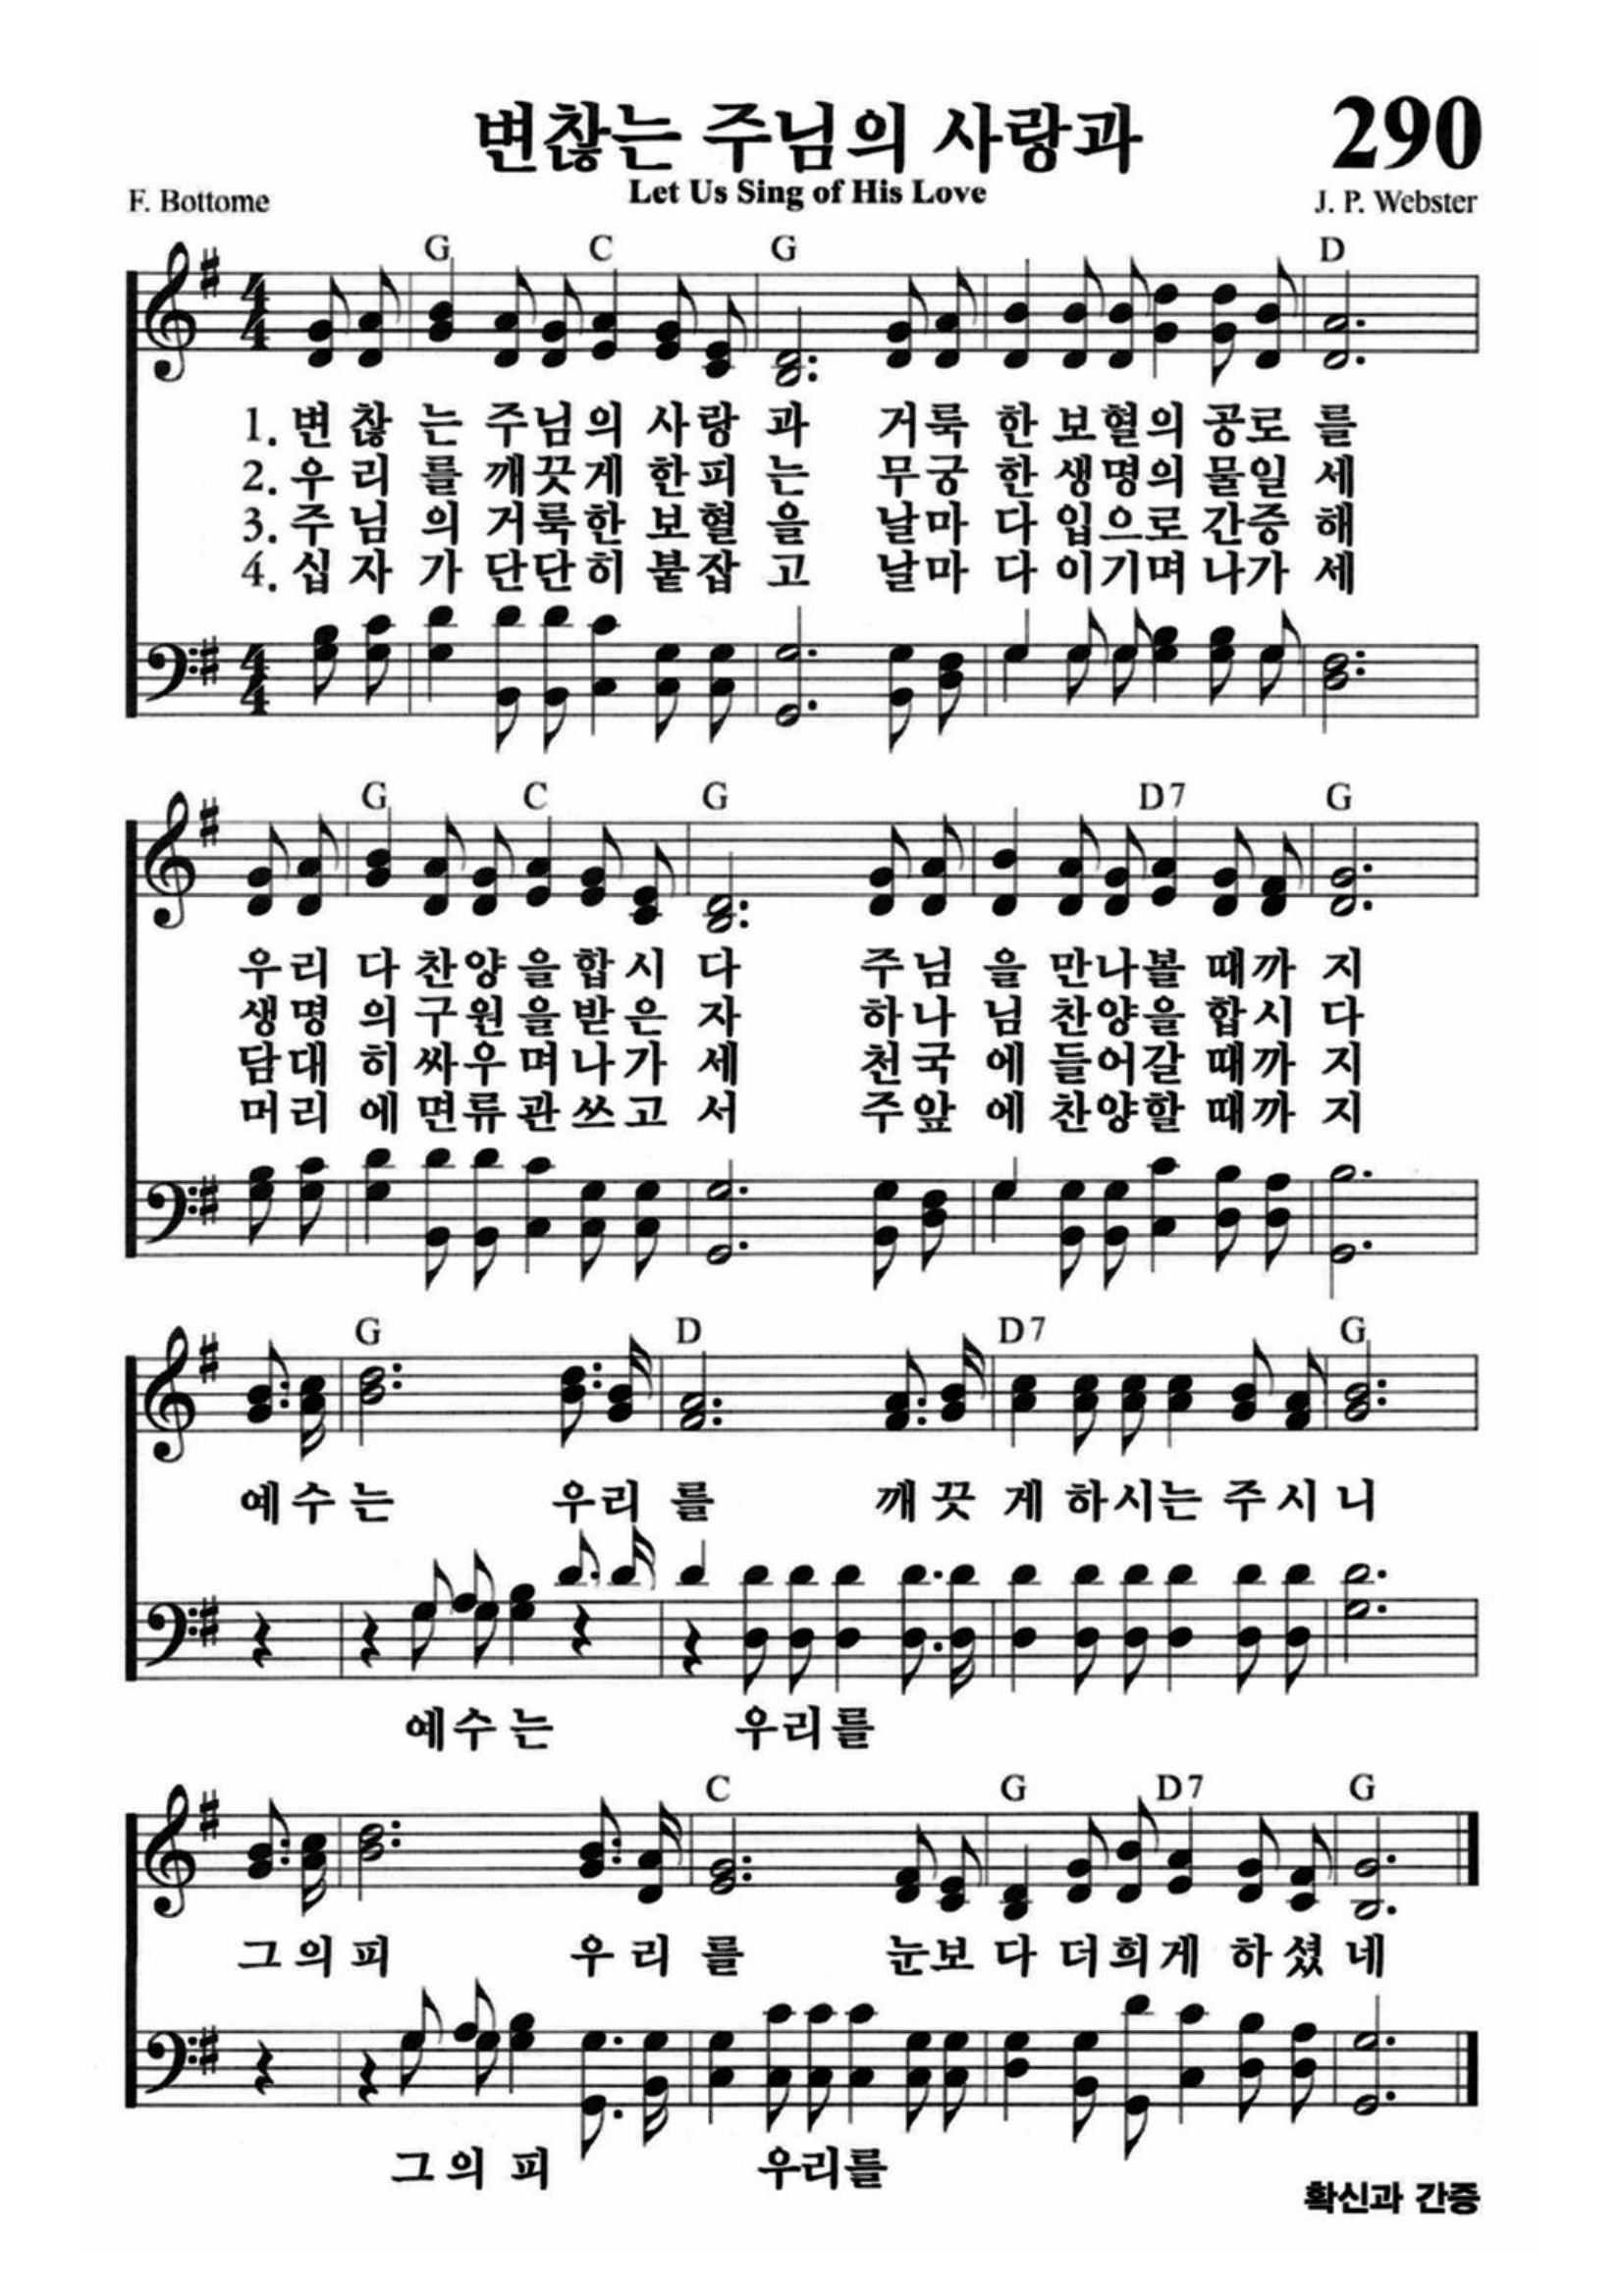 변찮는 주님의 사랑과 290
Let Us Sing of His Love
F. Bottome J. P. Webster
G C G D
1. 변찮는 주님의 사랑과 거룩한 보혈의 공로를
2. 우리를 깨끗게 한피는 무궁한 생명의 물일세
3. 주님의 거룩한 보혈을 날마다 입으로 간증해
4. 십자가 단단히 붙잡고 날마다 이기며 나가세
G C G D7 G
우리 다 찬양을 합시다 주님을 만나볼 때까지
생명의 구원을 받은 자 하나님 찬양을 합시다
담대히 싸우며 나가세 천국에 들어갈 때까지
머리에 면류관 쓰고서 주앞에 찬양할 때까지
G D D7 G
예수는 우리를 깨끗게 하시는 주시니
예수는 우리를
C G D7 G
그의 피 우리를 눈보다 더희게 하셨네
그의 피 우리를
확신과 간증